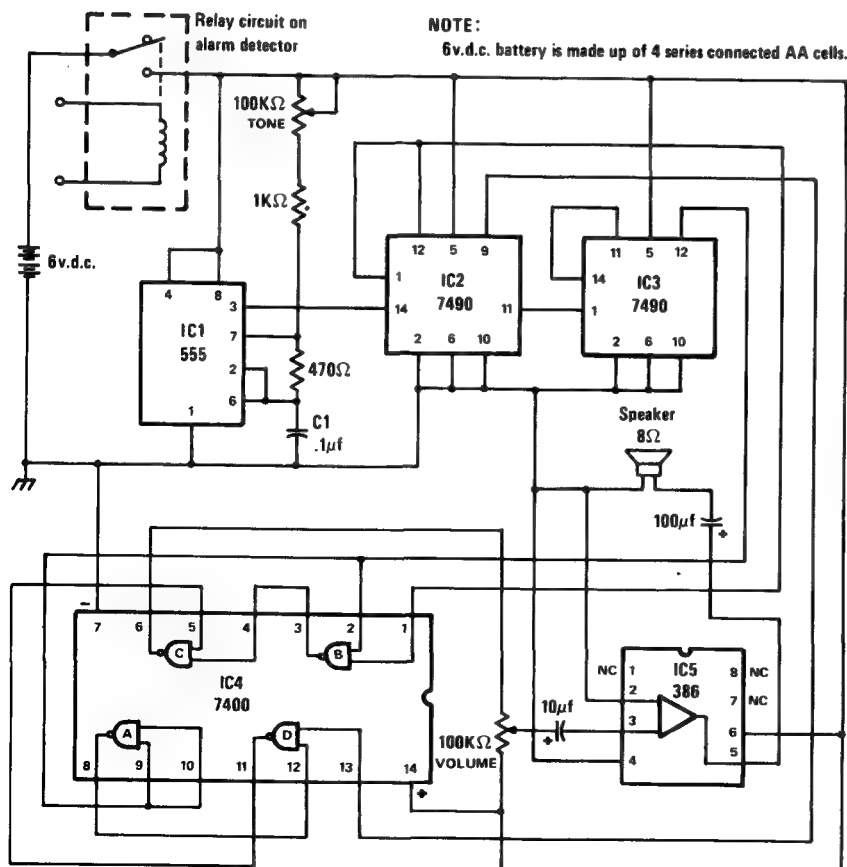 Relay circuit on
alarm detector
NOTE:
6v.d.c. battery is made up of 4 series connected AA cells.
100KΩ
TONE
1KΩ
6v.d.c.
4
8
3
IC1
555
7
2
6
1
470Ω
C1
.1µf
12
5
9
1
IC2
7490
14
11
2
6
10
11
5
12
14
IC3
7490
1
2
6
10
Speaker
8Ω
100µf
+
–
7
6
5
4
3
2
1
C
B
IC4
7400
A
D
8
9
10
11
12
13
14
+
100KΩ
VOLUME
10µf
+
NC
1
IC5
8
NC
2
386
7
NC
3
6
5
4